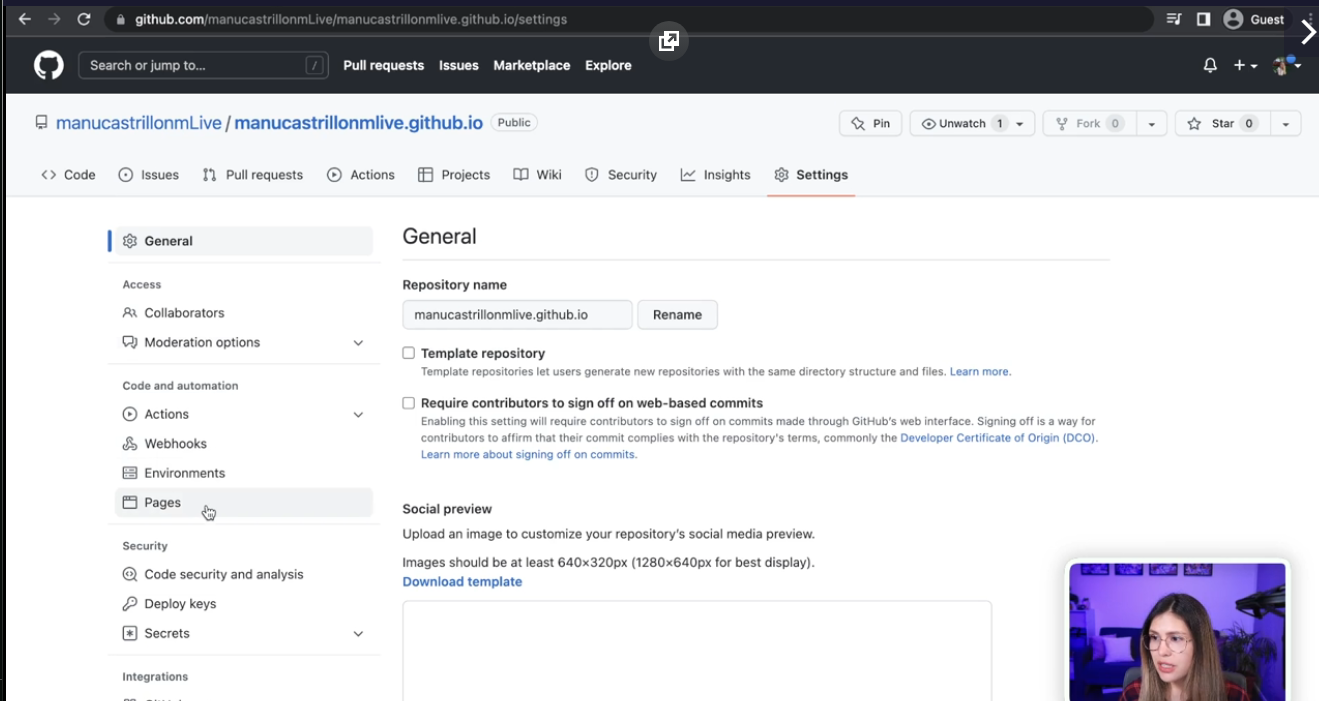 github.com/manucastrillonmLive/manucastrillonmlive.github.io/settings
Guest
Search or jump to... /
Pull requests Issues Marketplace Explore
manucastrillonmLive / manucastrillonmlive.github.io Public
Pin Unwatch 1 Fork 0 Star 0
Code Issues Pull requests Actions Projects Wiki Security Insights Settings
General
Access
Collaborators
Moderation options
Code and automation
Actions
Webhooks
Environments
Pages
Security
Code security and analysis
Deploy keys
Secrets
Integrations
General
Repository name
manucastrillonmlive.github.io Rename
Template repository
Template repositories let users generate new repositories with the same directory structure and files. Learn more.
Require contributors to sign off on web-based commits
Enabling this setting will require contributors to sign off on commits made through GitHub's web interface. Signing off is a way for
contributors to affirm that their commit complies with the repository's terms, commonly the Developer Certificate of Origin (DCO).
Learn more about signing off on commits.
Social preview
Upload an image to customize your repository's social media preview.
Images should be at least 640×320px (1280×640px for best display).
Download template